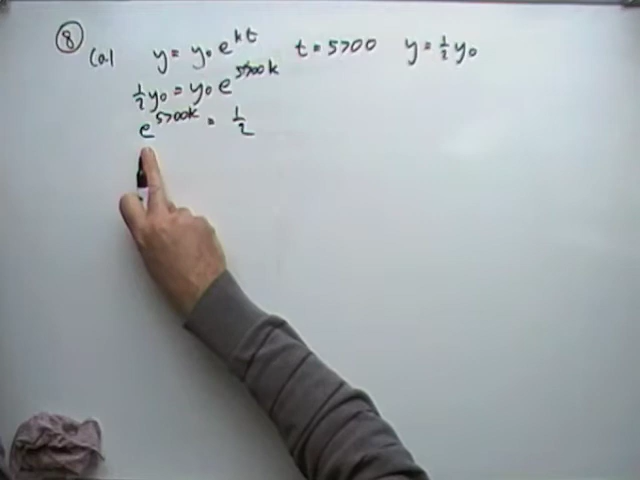 ⑧ (a) y = y₀ e^{kt} t = 5700 y = ½ y₀
½ y₀ = y₀ e^{5700k}
e^{5700k} = ½